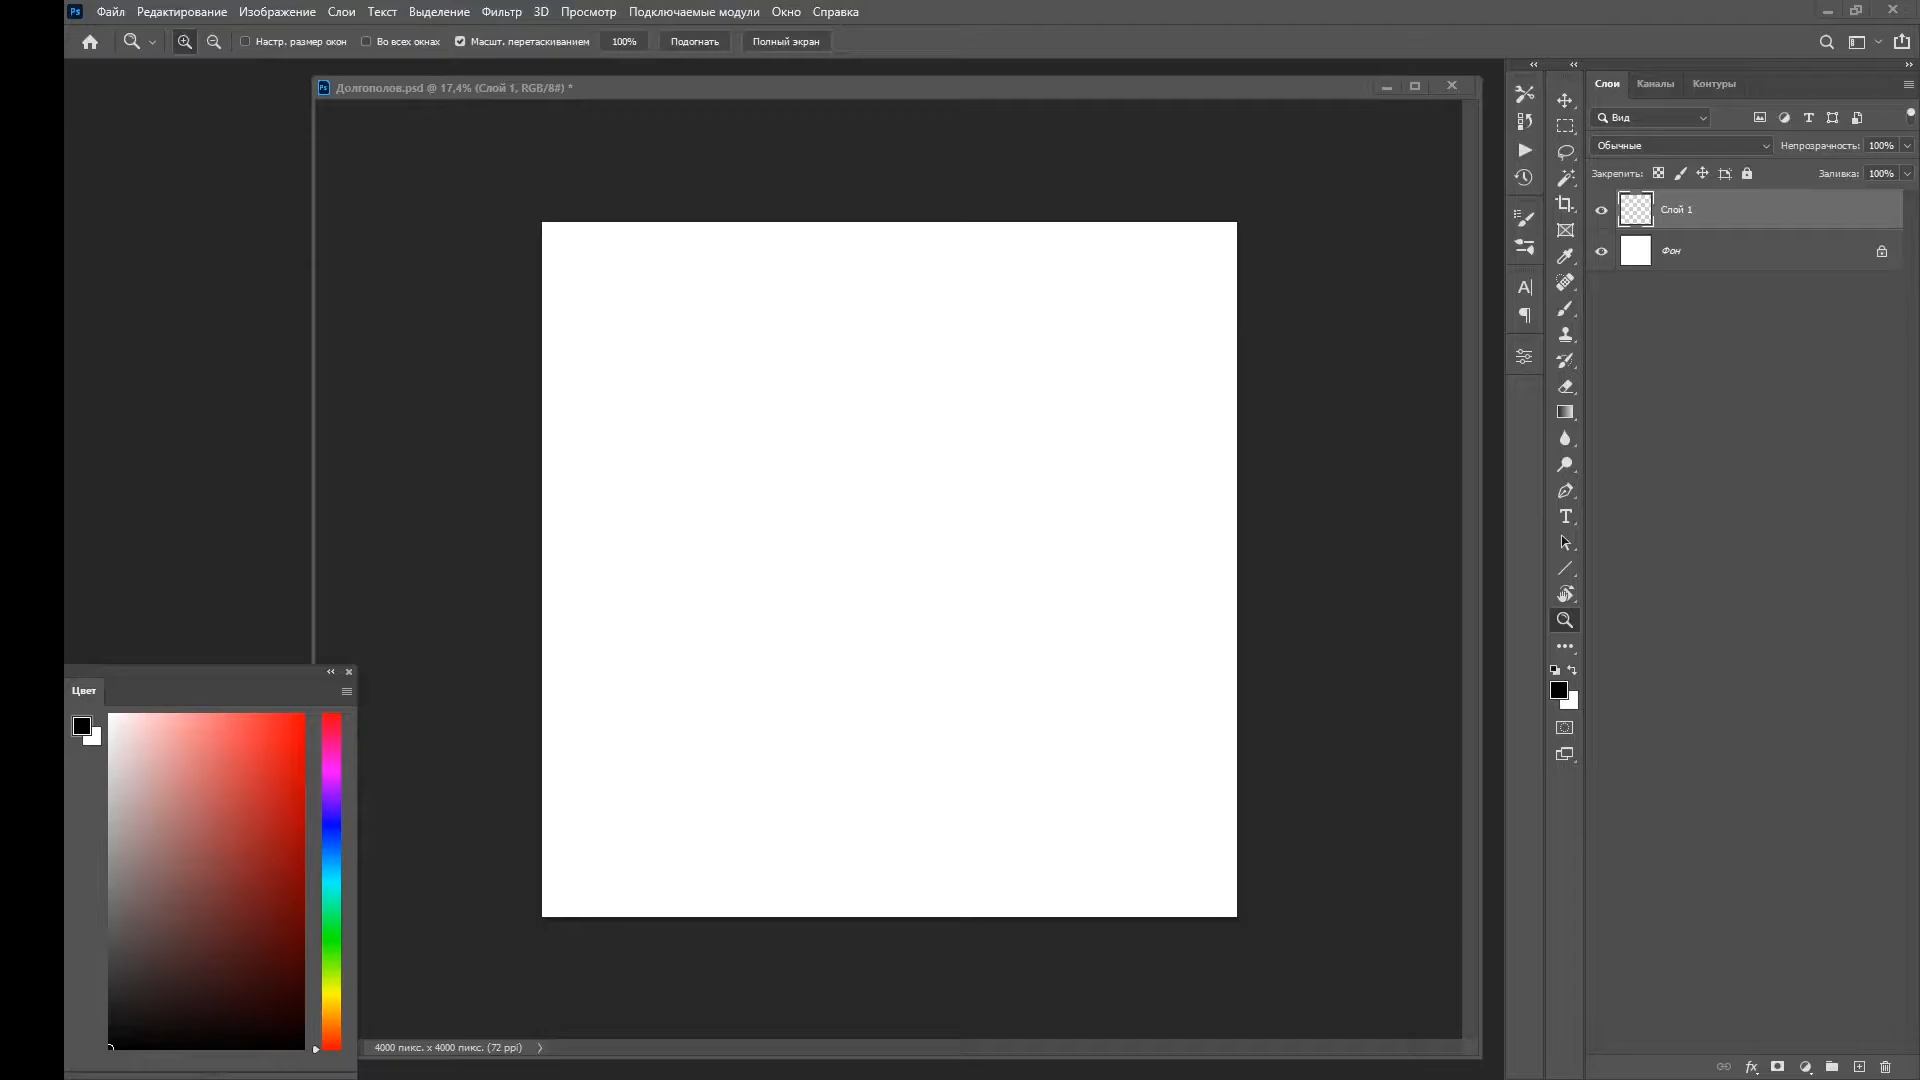 Ps Файл Редактирование Изображение Слои Текст Выделение Фильтр 3D Просмотр Подключаемые модули Окно Справка
Настр. размер окон Во всех окнах Масшт. перетаскиванием 100% Подогнать Полный экран
Ps Долгополов.psd @ 17,4% (Слой 1, RGB/8#) *
Слои Каналы Контуры
Вид
Обычные Непрозрачность: 100%
Закрепить: Заливка: 100%
Слой 1
Фон
Цвет
4000 пикс. x 4000 пикс. (72 ppi)